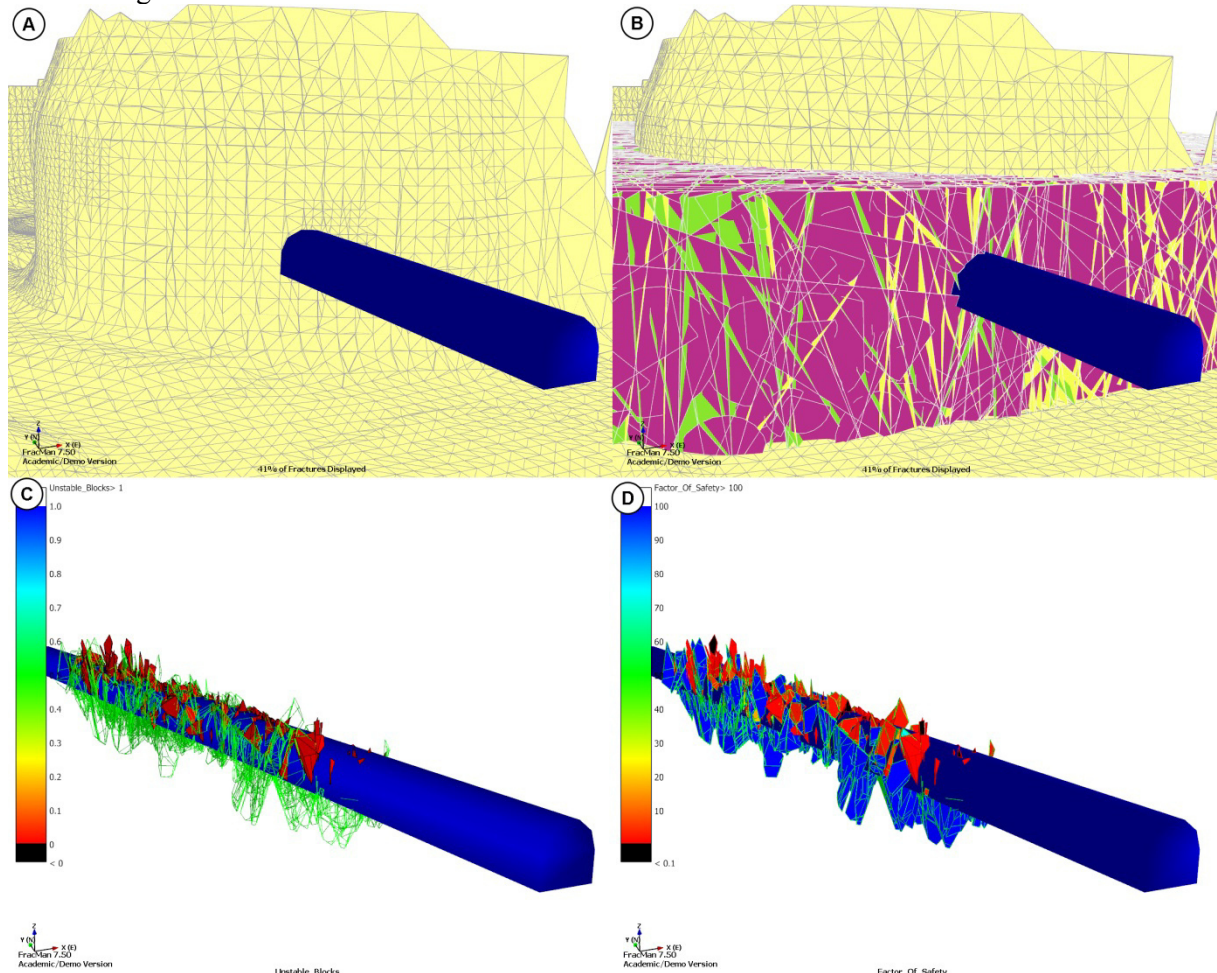 A
B
Z
Y (N)
X (E)
FracMan 7.50
Academic/Demo Version
41% of Fractures Displayed
Z
Y (N)
X (E)
FracMan 7.50
Academic/Demo Version
41% of Fractures Displayed
C
Unstable_Blocks> 1
1.0
0.9
0.8
0.7
0.6
0.5
0.4
0.3
0.2
0.1
0
< 0
Z
Y (N)
X (E)
FracMan 7.50
Academic/Demo Version
Unstable_Blocks
D
Factor_Of_Safety> 100
100
90
80
70
60
50
40
30
20
10
< 0.1
Z
Y (N)
X (E)
FracMan 7.50
Academic/Demo Version
Factor_Of_Safety